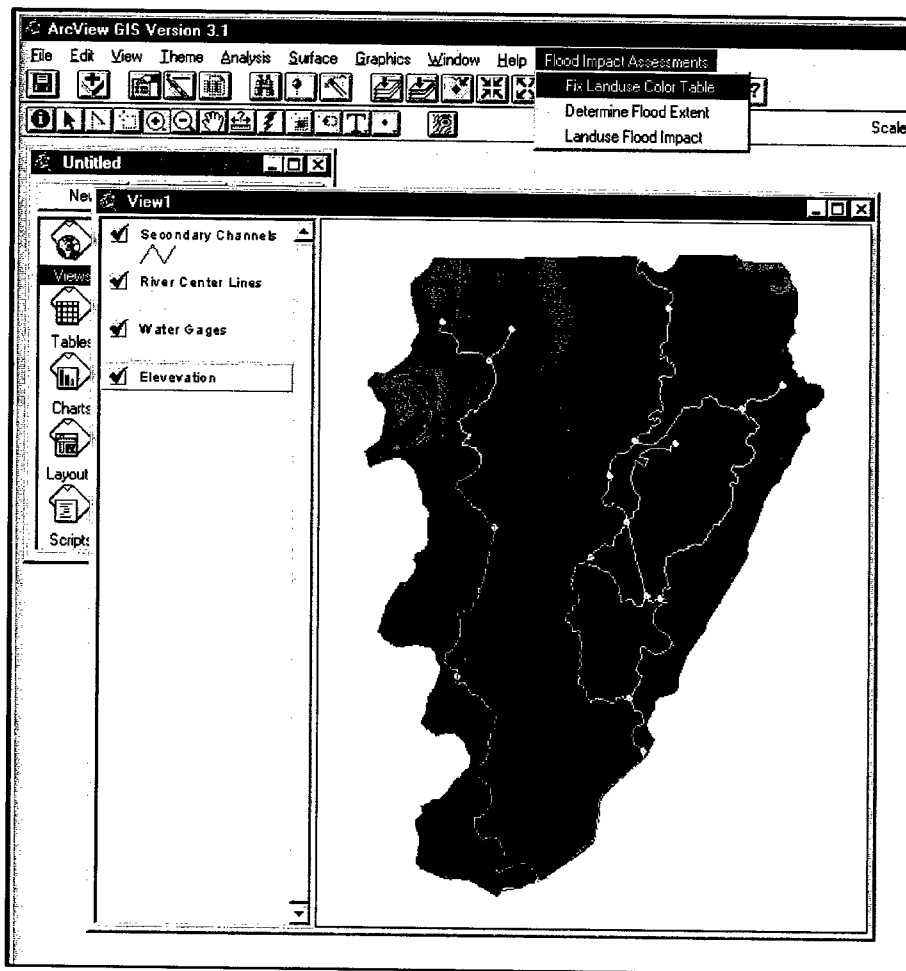 ArcView GIS Version 3.1
File Edit View Theme Analysis Surface Graphics Window Help Flood Impact Assessments
Fix Landuse Color Table
Determine Flood Extent
Landuse Flood Impact
?
T
Scale
Untitled
View1
Views
Tables
Charts
Layout
Scripts
Secondary Channels
River Center Lines
Water Gages
Elevevation